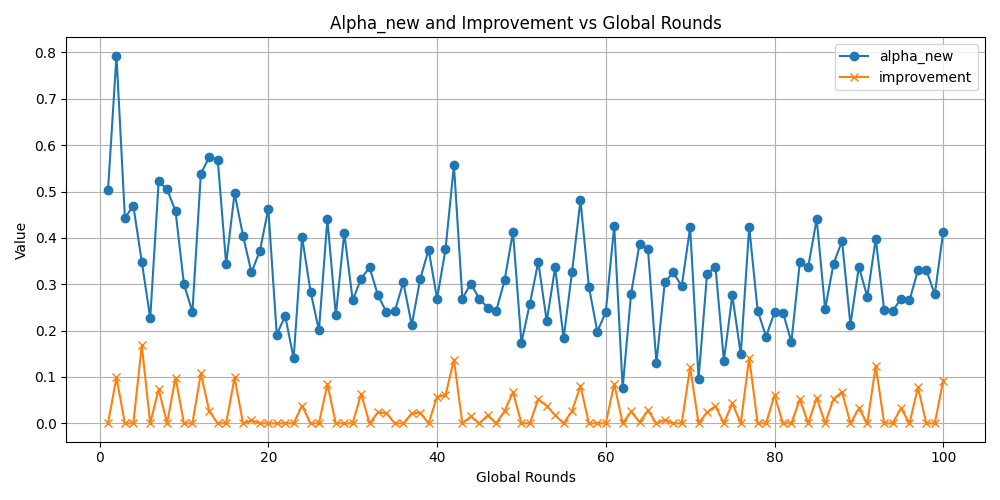 Alpha_new and Improvement vs Global Rounds
alpha_new
improvement
Value
0.8
0.7
0.6
0.5
0.4
0.3
0.2
0.1
0.0
0 20 40 60 80 100
Global Rounds